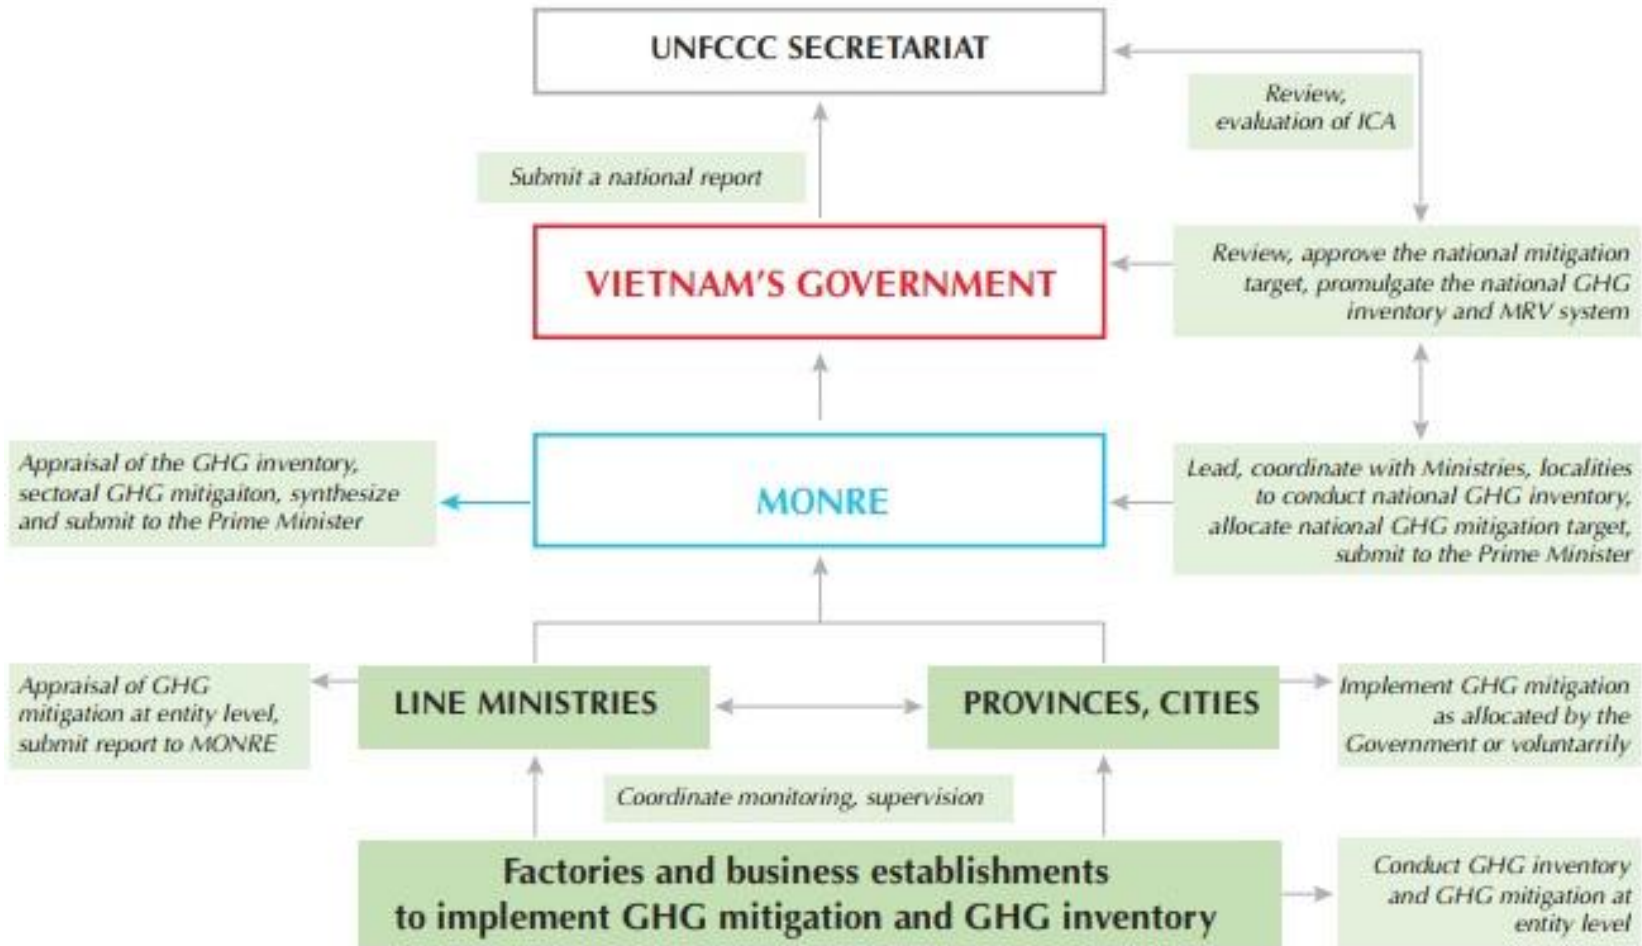 UNFCCC SECRETARIAT
Review,
evaluation of ICA
Submit a national report
VIETNAM'S GOVERNMENT
Review, approve the national mitigation
target, promulgate the national GHG
inventory and MRV system
Appraisal of the GHG inventory,
sectoral GHG mitigaiton, synthesize
and submit to the Prime Minister
MONRE
Lead, coordinate with Ministries, localities
to conduct national GHG inventory,
allocate national GHG mitigation target,
submit to the Prime Minister
Appraisal of GHG
mitigation at entity level,
submit report to MONRE
LINE MINISTRIES
PROVINCES, CITIES
Implement GHG mitigation
as allocated by the
Government or voluntarrily
Coordinate monitoring, supervision
Factories and business establishments
to implement GHG mitigation and GHG inventory
Conduct GHG inventory
and GHG mitigation at
entity level